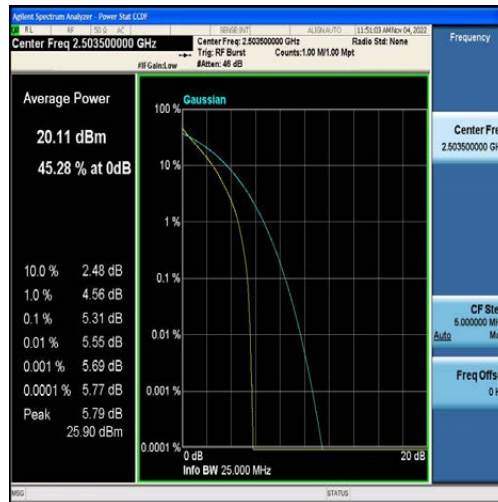 Agilent Spectrum Analyzer - Power Stat CCDF
RL RF 50 Ω AC SENSE:INT ALIGN AUTO 11:51:03 AM Nov 04, 2022
Center Freq 2.503500000 GHz
Center Freq: 2.503500000 GHz Radio Std: None
Trig: RF Burst Counts:1.00 M/1.00 Mpt
#IFGain:Low #Atten: 46 dB
Frequency
Average Power
20.11 dBm
45.28 % at 0dB
10.0 % 2.48 dB
1.0 % 4.56 dB
0.1 % 5.31 dB
0.01 % 5.55 dB
0.001 % 5.69 dB
0.0001 % 5.77 dB
Peak 5.79 dB
25.90 dBm
Gaussian
100 %
10 %
1 %
0.1 %
0.01 %
0.001 %
0.0001 %
0 dB 20 dB
Info BW 25.000 MHz
Center Fre
2.503500000 GH
CF Ste
5.000000 MH
Auto Ma
Freq Offs
0 H
MSG STATUS